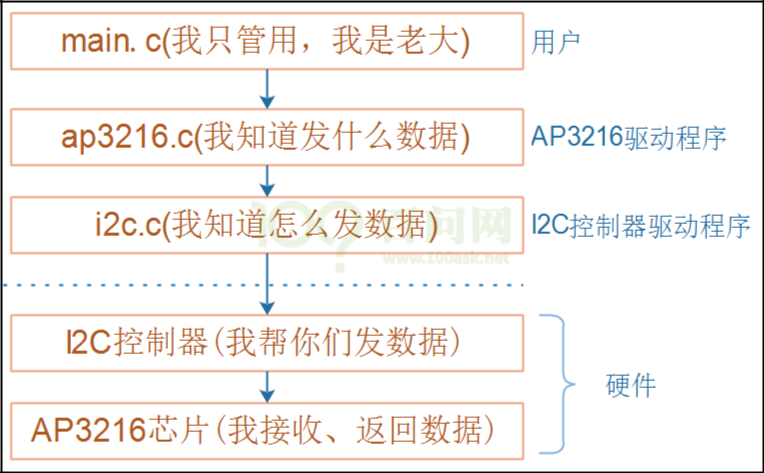 main. c(我只管用，我是老大)
用户
ap3216.c(我知道发什么数据)
AP3216驱动程序
i2c.c(我知道怎么发数据)
I2C控制器驱动程序
100?
百问网
www.100ask.net
I2C控制器(我帮你们发数据)
硬件
AP3216芯片(我接收、返回数据)